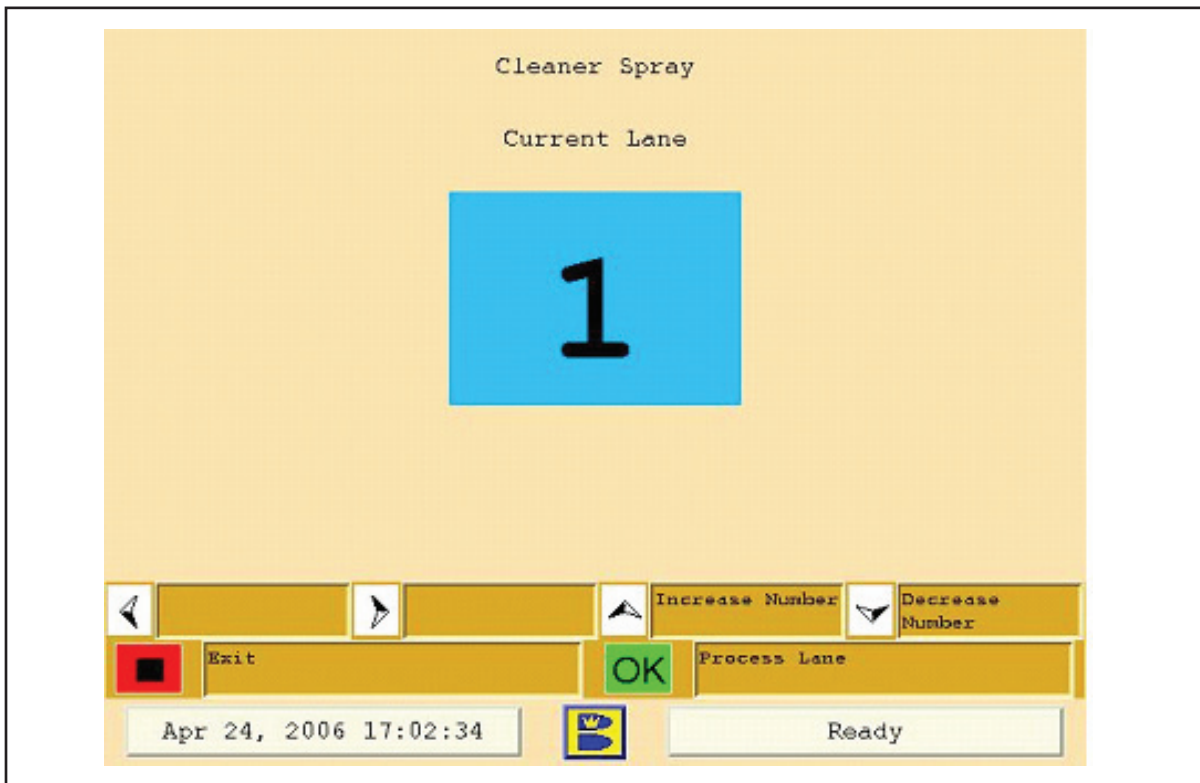 Cleaner Spray
Current Lane
1
Increase Number
Decrease
Number
Exit
OK
Process Lane
Apr 24, 2006 17:02:34
Ready